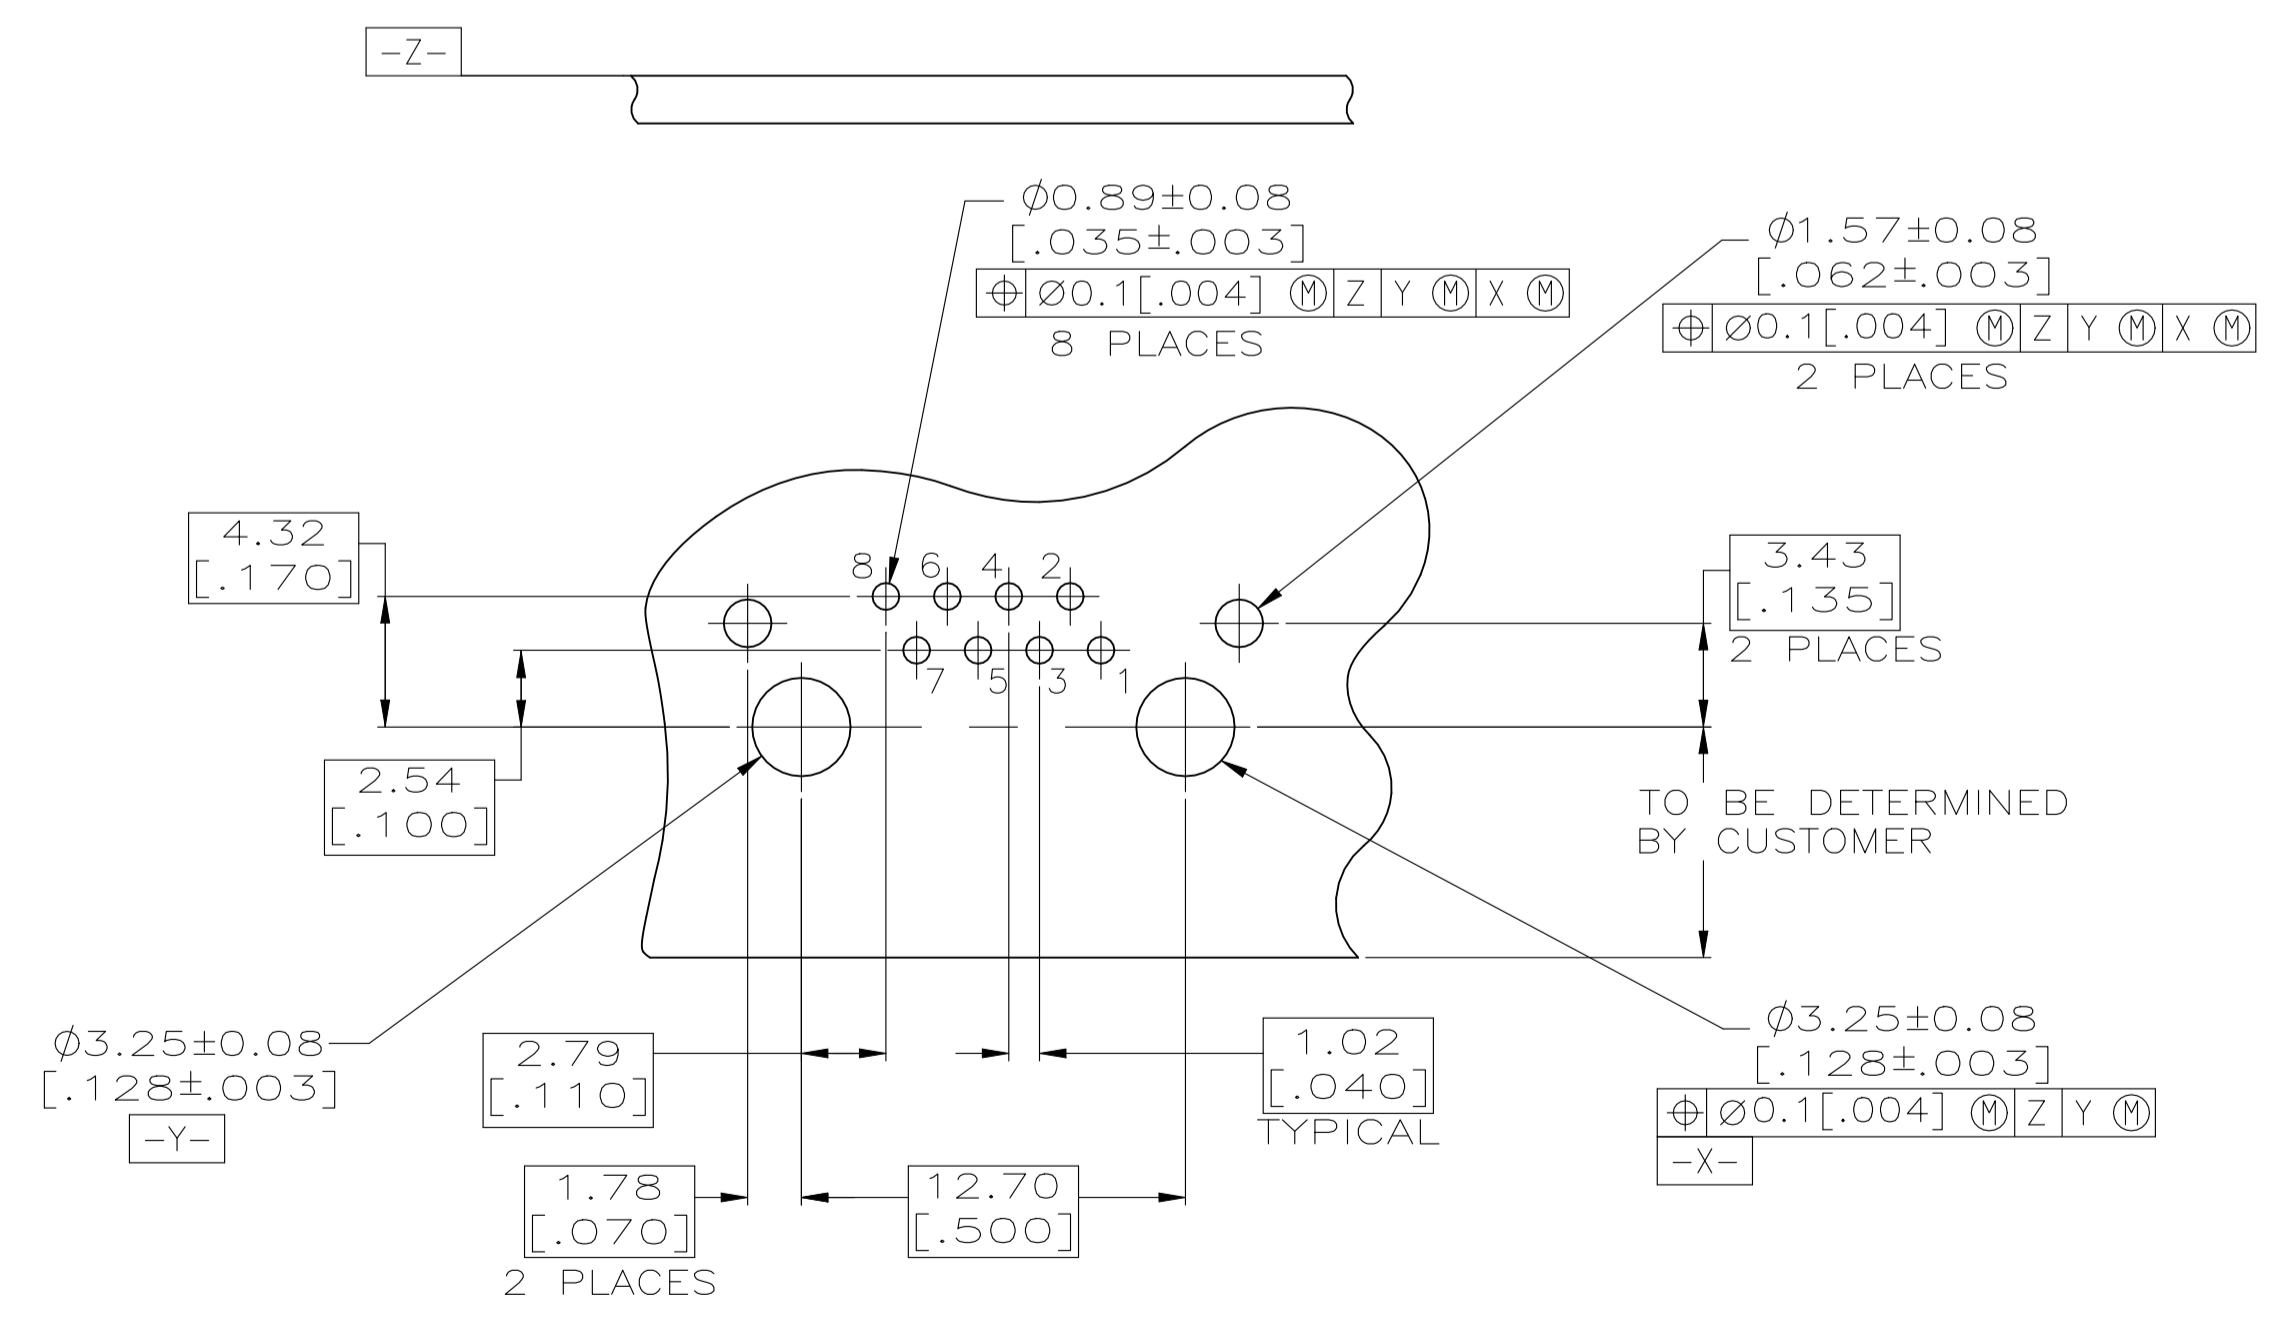 -Z-
Ø0.89±0.08
[.035±.003]
⌖ Ø0.1[.004] Ⓜ Z Y Ⓜ X Ⓜ
8 PLACES
Ø1.57±0.08
[.062±.003]
⌖ Ø0.1[.004] Ⓜ Z Y Ⓜ X Ⓜ
2 PLACES
4.32
[.170]
3.43
[.135]
2 PLACES
8 6 4 2
7 5 3 1
2.54
[.100]
TO BE DETERMINED
BY CUSTOMER
Ø3.25±0.08
[.128±.003]
-Y-
2.79
[.110]
1.02
[.040]
TYPICAL
Ø3.25±0.08
[.128±.003]
⌖ Ø0.1[.004] Ⓜ Z Y Ⓜ
-X-
1.78
[.070]
2 PLACES
12.70
[.500]